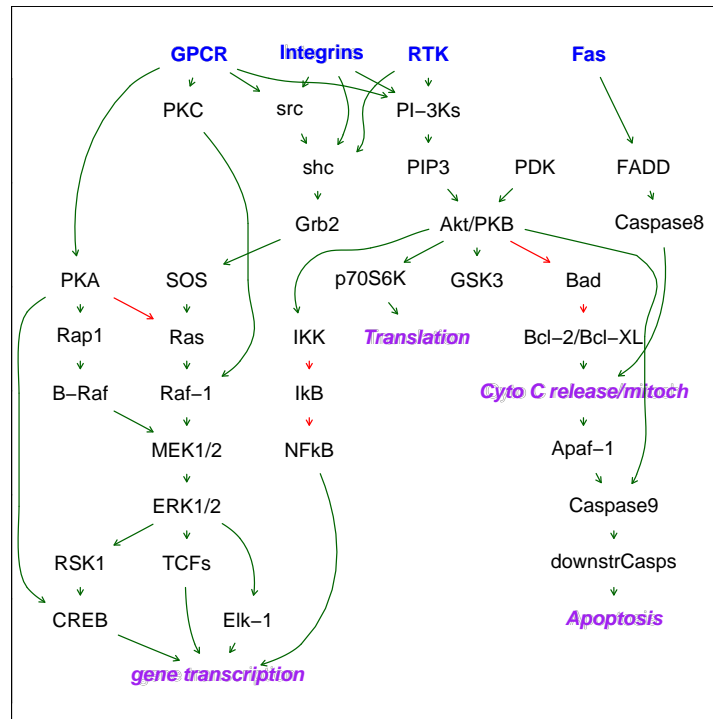 GPCR Integrins RTK Fas
PKC src PI−3Ks
shc PIP3 PDK FADD
Grb2 Akt/PKB Caspase8
PKA SOS p70S6K GSK3 Bad
Rap1 Ras IKK Translation Bcl−2/Bcl−XL
B−Raf Raf−1 IkB Cyto C release/mitoch
MEK1/2 NFkB Apaf−1
ERK1/2 Caspase9
RSK1 TCFs downstrCasps
CREB Elk−1 Apoptosis
gene transcription